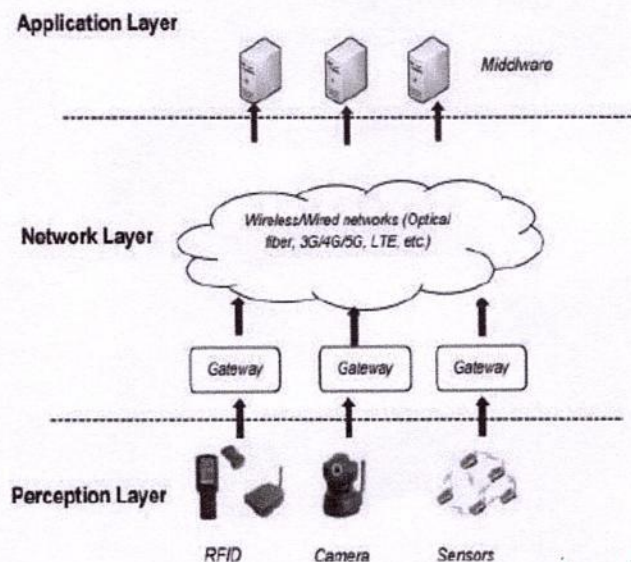 Application Layer
Middlware
Network Layer
Wireless/Wired networks (Optical
fiber, 3G/4G/5G, LTE, etc.)
Gateway
Gateway
Gateway
Perception Layer
RFID
Camera
Sensors